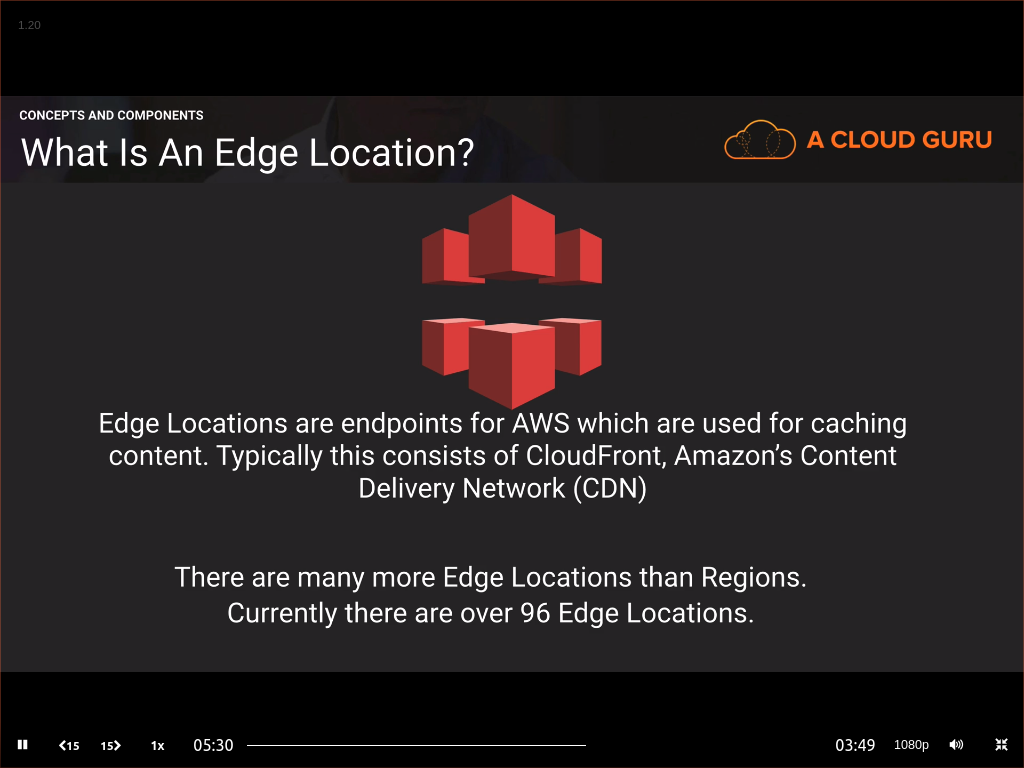 1.20
CONCEPTS AND COMPONENTS
What Is An Edge Location?
A CLOUD GURU
Edge Locations are endpoints for AWS which are used for caching
content. Typically this consists of CloudFront, Amazon’s Content
Delivery Network (CDN)
There are many more Edge Locations than Regions.
Currently there are over 96 Edge Locations.
15 15 1x 05:30 03:49 1080p